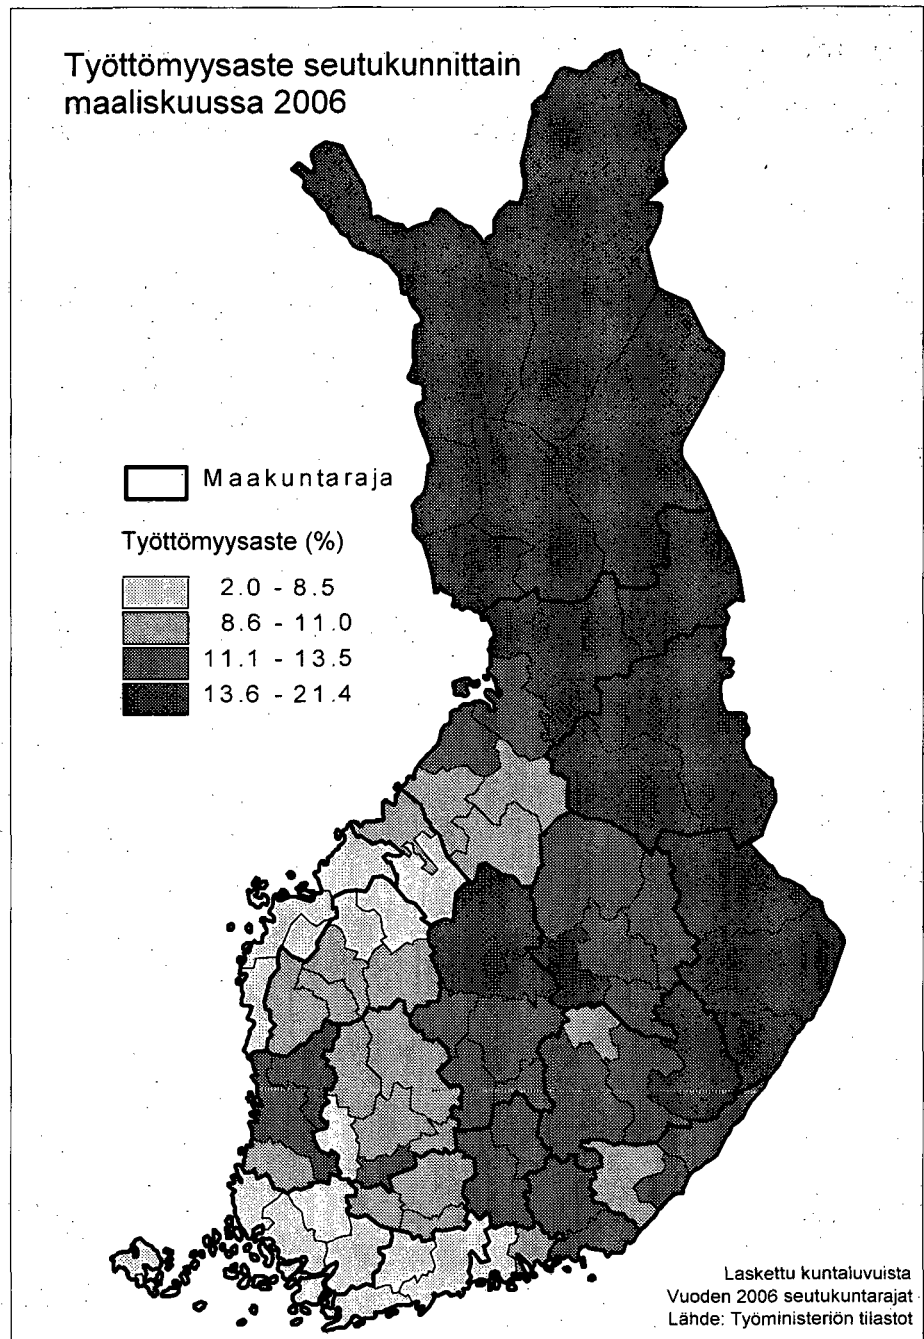 Työttömyysaste seutukunnittain
maaliskuussa 2006
Maakuntaraja
Työttömyysaste (%)
2.0 - 8.5
8.6 - 11.0
11.1 - 13.5
13.6 - 21.4
Laskettu kuntaluvuista
Vuoden 2006 seutukuntarajat
Lähde: Työministeriön tilastot